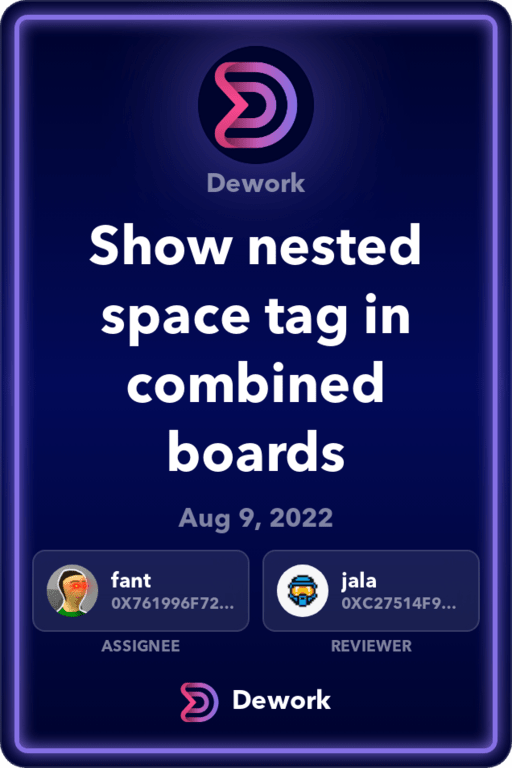 Dework
Show nested
space tag in
combined
boards
Aug 9, 2022
fant
0X761996F72...
ASSIGNEE
jala
0XC27514F9...
REVIEWER
Dework